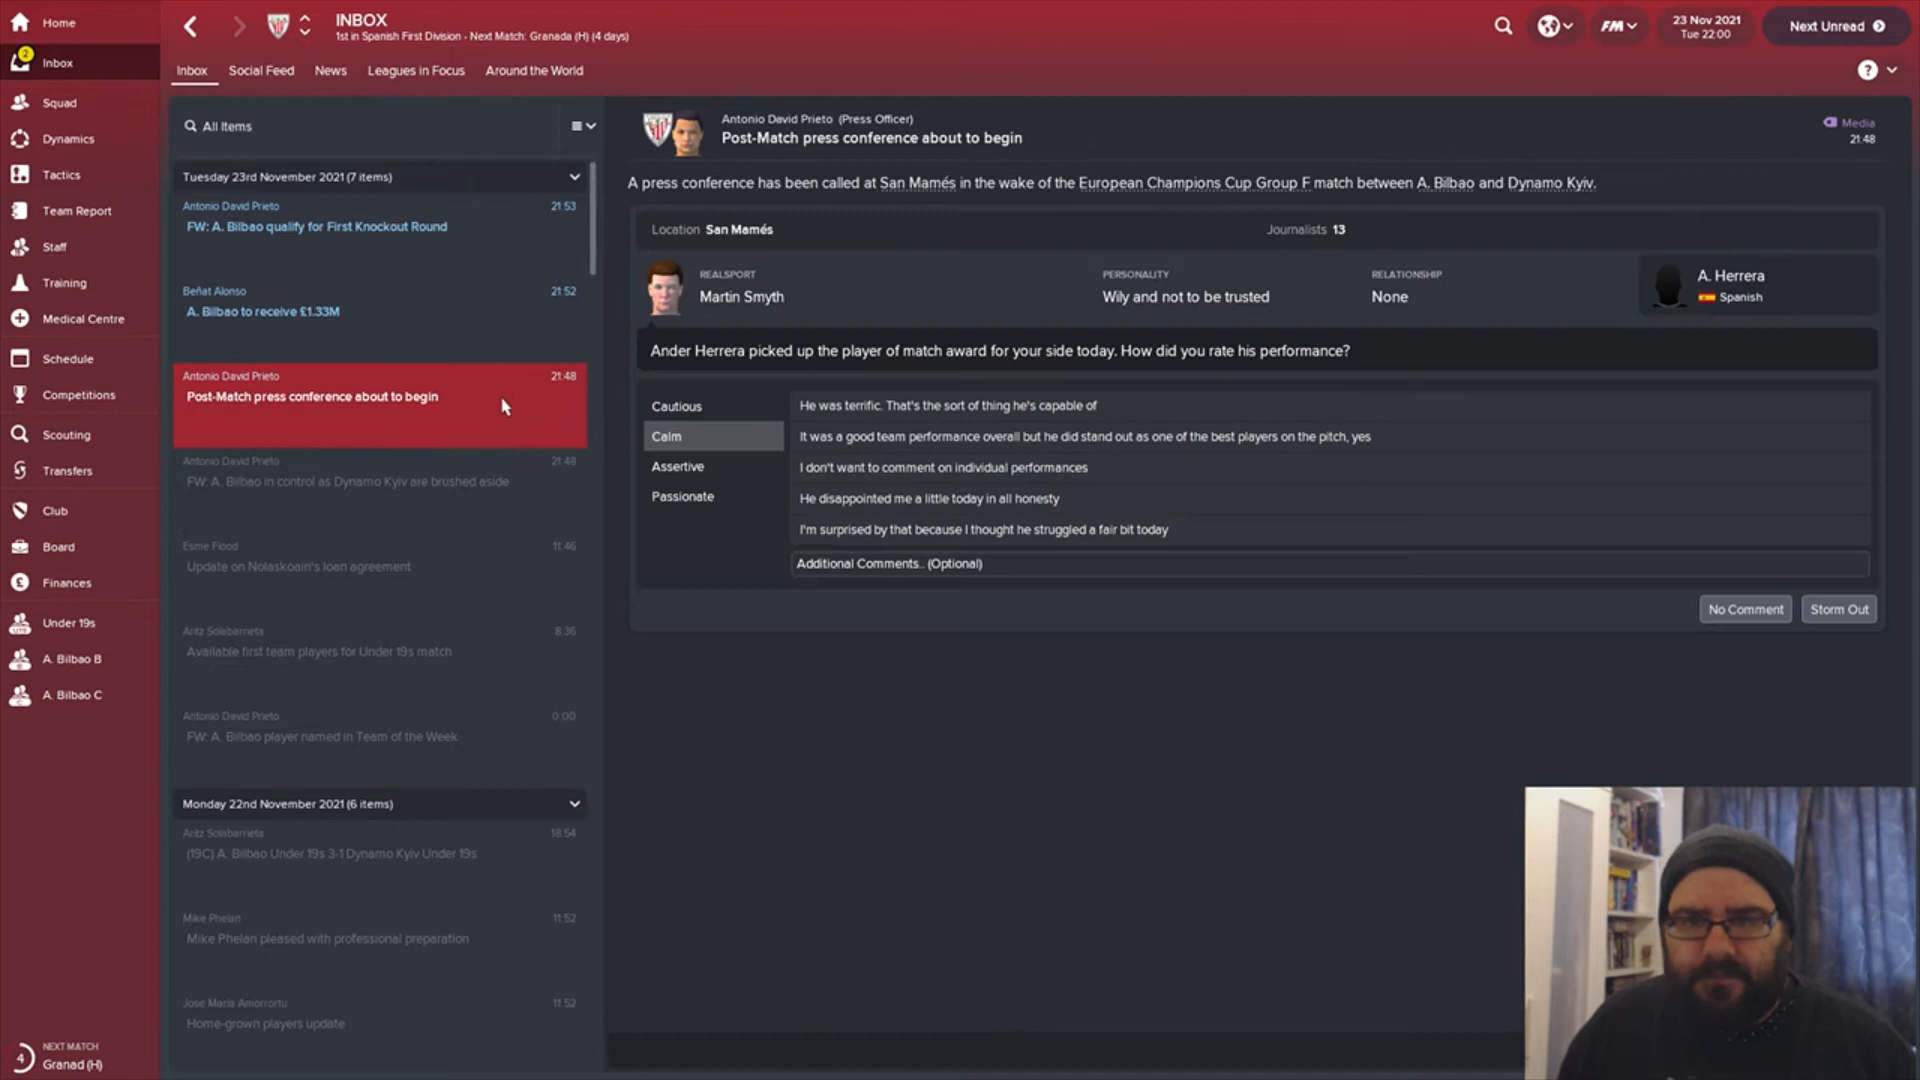 Home
2
Inbox
Squad
Dynamics
Tactics
Team Report
Staff
Training
Medical Centre
Schedule
Competitions
Scouting
Transfers
Club
Board
Finances
Under 19s
A. Bilbao B
A. Bilbao C
4
NEXT MATCH
Granad (H)
INBOX
1st in Spanish First Division - Next Match: Granada (H) (4 days)
FM
23 Nov 2021
Tue 22:00
Next Unread
Inbox
Social Feed
News
Leagues in Focus
Around the World
?
All Items
Tuesday 23rd November 2021 (7 items)
Antonio David Prieto 21:53
FW: A. Bilbao qualify for First Knockout Round
Beñat Alonso 21:52
A. Bilbao to receive £1.33M
Antonio David Prieto 21:48
Post-Match press conference about to begin
Antonio David Prieto 21:48
FW: A. Bilbao in control as Dynamo Kyiv are brushed aside
Esme Flood 11:46
Update on Nolaskoain's loan agreement
Aritz Solabarrieta 8:36
Available first team players for Under 19s match
Antonio David Prieto 0:00
FW: A. Bilbao player named in Team of the Week
Monday 22nd November 2021 (6 items)
Aritz Solabarrieta 18:54
(19C) A. Bilbao Under 19s 3-1 Dynamo Kyiv Under 19s
Mike Phelan 11:52
Mike Phelan pleased with professional preparation
Jose Maria Amorrortu 11:52
Home-grown players update
Antonio David Prieto (Press Officer)
Post-Match press conference about to begin
Media
21:48
A press conference has been called at San Mamés in the wake of the European Champions Cup Group F match between A. Bilbao and Dynamo Kyiv.
Location San Mamés
Journalists 13
REALSPORT
Martin Smyth
PERSONALITY
Wily and not to be trusted
RELATIONSHIP
None
A. Herrera
Spanish
Ander Herrera picked up the player of match award for your side today. How did you rate his performance?
Cautious
Calm
Assertive
Passionate
He was terrific. That's the sort of thing he's capable of
It was a good team performance overall but he did stand out as one of the best players on the pitch, yes
I don't want to comment on individual performances
He disappointed me a little today in all honesty
I'm surprised by that because I thought he struggled a fair bit today
Additional Comments.. (Optional)
No Comment
Storm Out